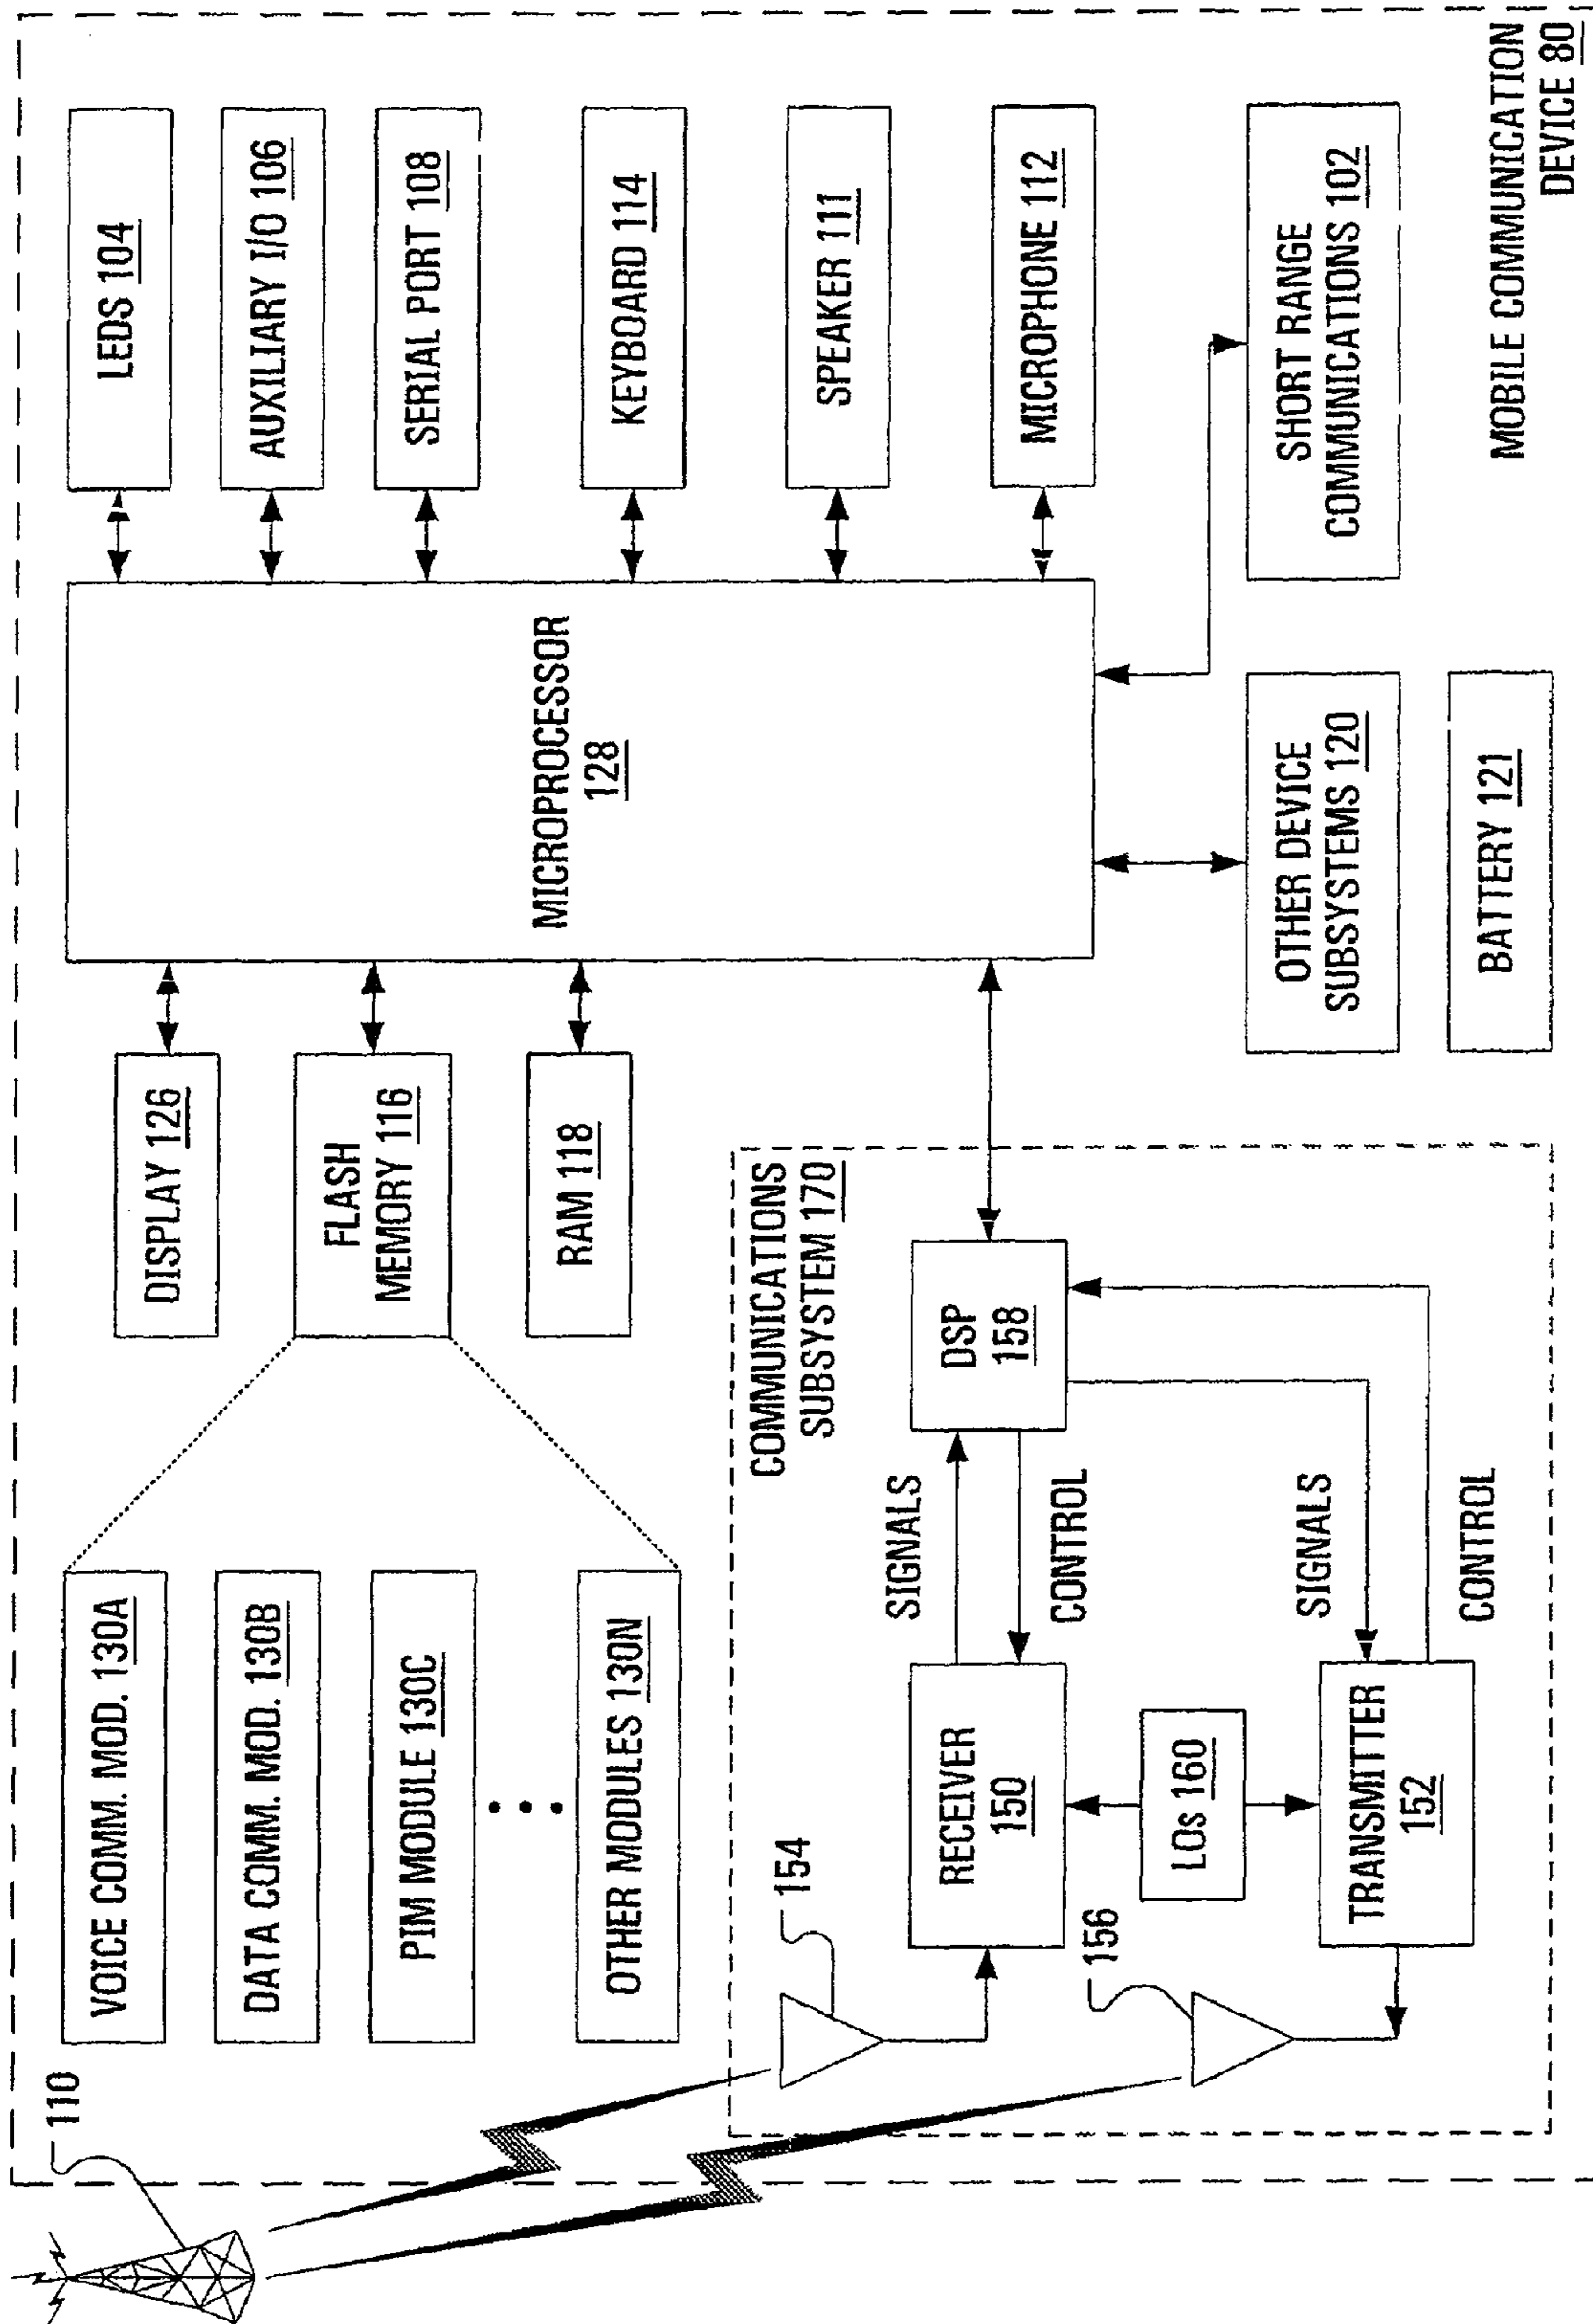 110
VOICE COMM. MOD. 130A
DATA COMM. MOD. 130B
PIM MODULE 130C
OTHER MODULES 130N
DISPLAY 126
FLASH
MEMORY 116
RAM 118
MICROPROCESSOR
128
LEDS 104
AUXILIARY I/O 106
SERIAL PORT 108
KEYBOARD 114
SPEAKER 111
MICROPHONE 112
COMMUNICATIONS
SUBSYSTEM 170
154
RECEIVER
150
SIGNALS
CONTROL
DSP
158
LOs 160
156
TRANSMITTER
152
SIGNALS
CONTROL
OTHER DEVICE
SUBSYSTEMS 120
BATTERY 121
SHORT RANGE
COMMUNICATIONS 102
MOBILE COMMUNICATION
DEVICE 80